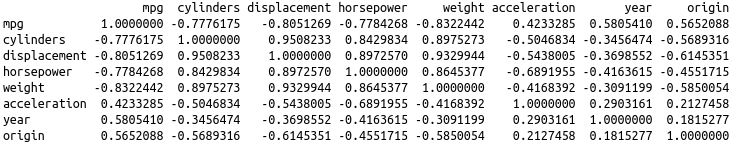 mpg cylinders displacement horsepower weight acceleration year origin
mpg 1.0000000 -0.7776175 -0.8051269 -0.7784268 -0.8322442 0.4233285 0.5805410 0.5652088
cylinders -0.7776175 1.0000000 0.9508233 0.8429834 0.8975273 -0.5046834 -0.3456474 -0.5689316
displacement -0.8051269 0.9508233 1.0000000 0.8972570 0.9329944 -0.5438005 -0.3698552 -0.6145351
horsepower -0.7784268 0.8429834 0.8972570 1.0000000 0.8645377 -0.6891955 -0.4163615 -0.4551715
weight -0.8322442 0.8975273 0.9329944 0.8645377 1.0000000 -0.4168392 -0.3091199 -0.5850054
acceleration 0.4233285 -0.5046834 -0.5438005 -0.6891955 -0.4168392 1.0000000 0.2903161 0.2127458
year 0.5805410 -0.3456474 -0.3698552 -0.4163615 -0.3091199 0.2903161 1.0000000 0.1815277
origin 0.5652088 -0.5689316 -0.6145351 -0.4551715 -0.5850054 0.2127458 0.1815277 1.0000000